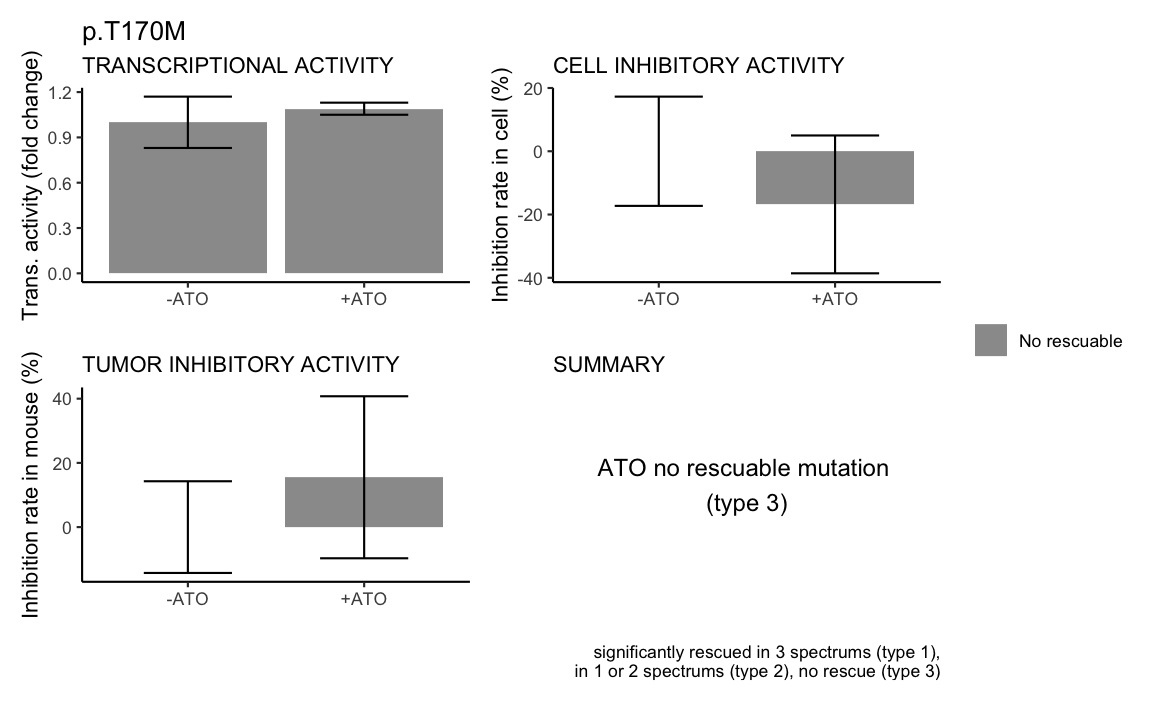 p.T170M
TRANSCRIPTIONAL ACTIVITY
Trans. activity (fold change)
1.2
0.9
0.6
0.3
0.0
-ATO
+ATO
CELL INHIBITORY ACTIVITY
Inhibition rate in cell (%)
20
0
-20
-40
-ATO
+ATO
No rescuable
TUMOR INHIBITORY ACTIVITY
Inhibition rate in mouse (%)
40
20
0
-ATO
+ATO
SUMMARY
ATO no rescuable mutation
(type 3)
significantly rescued in 3 spectrums (type 1),
in 1 or 2 spectrums (type 2), no rescue (type 3)